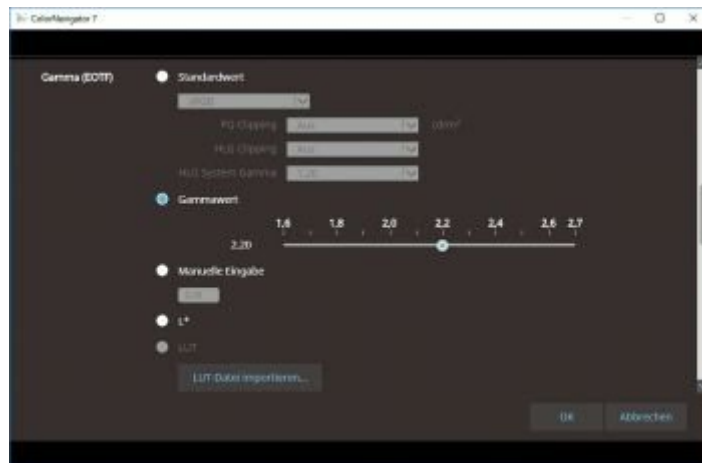 ColorNavigator 7
Gamma (EOTF)
Standardwert
PQ Clipping Aus cd/m²
HLG Clipping Aus
HLG System Gamma 1,20
Gammawert
1,6 1,8 2,0 2,2 2,4 2,6 2,7
2,20
Manuelle Eingabe
L*
LUT
LUT-Datei importieren...
OK Abbrechen